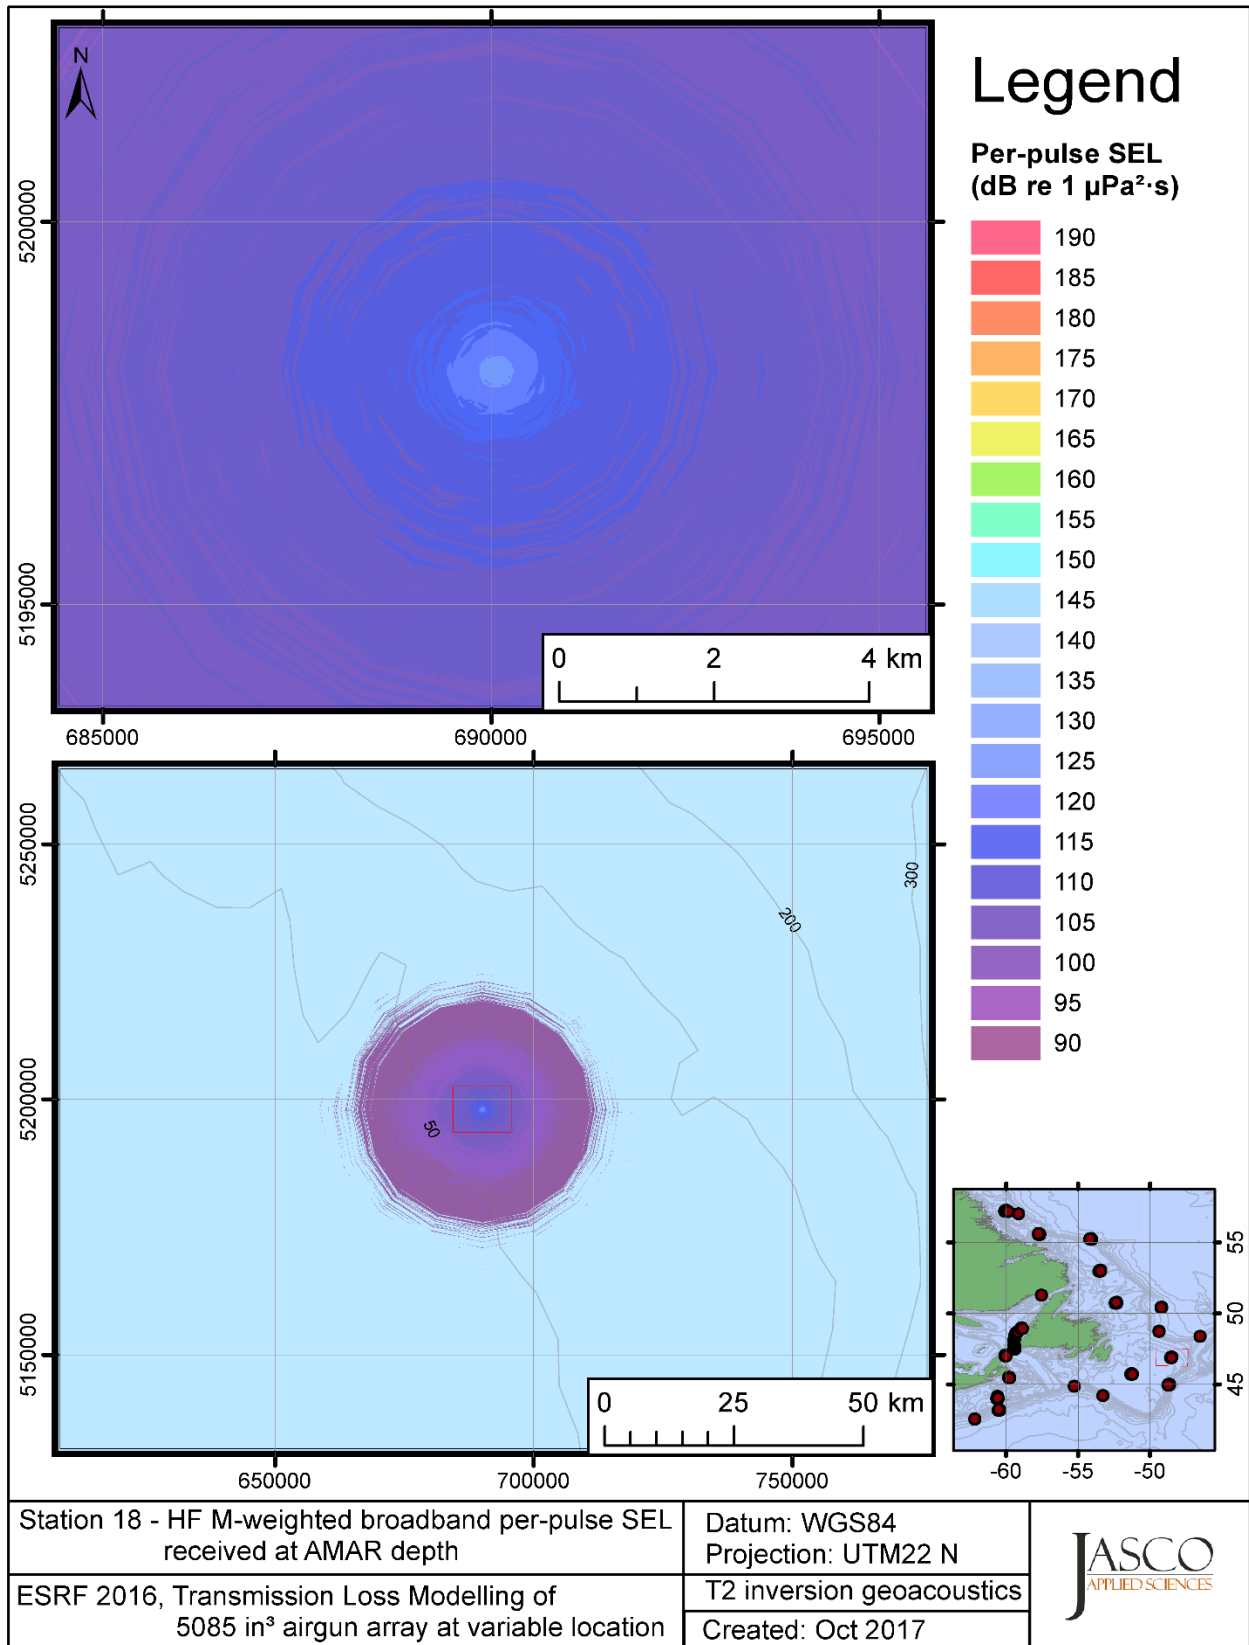 N
5200000
5195000
0 2 4 km
685000 690000 695000
Legend
Per-pulse SEL
(dB re 1 µPa²·s)
190
185
180
175
170
165
160
155
150
145
140
135
130
125
120
115
110
105
100
95
90
5250000
5200000
5150000
300
200
50
0 25 50 km
650000 700000 750000
55
50
45
-60 -55 -50
Station 18 - HF M-weighted broadband per-pulse SEL
received at AMAR depth
ESRF 2016, Transmission Loss Modelling of
5085 in³ airgun array at variable location
Datum: WGS84
Projection: UTM22 N
T2 inversion geoacoustics
Created: Oct 2017
JASCO
APPLIED SCIENCES